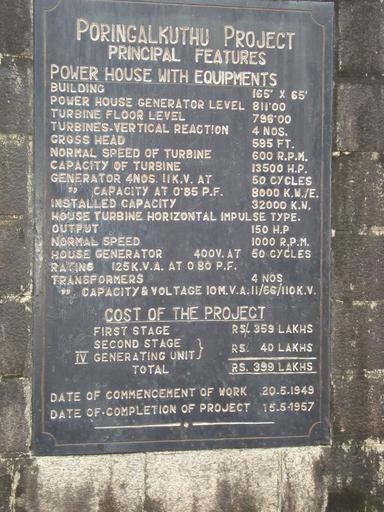 PORINGALKUTHU PROJECT
PRINCIPAL FEATURES
POWER HOUSE WITH EQUIPMENTS
BUILDING 165' X 65'
POWER HOUSE GENERATOR LEVEL 811'00
TURBINE FLOOR LEVEL 796'00
TURBINES-VERTICAL REACTION 4 NOS.
GROSS HEAD 595 FT.
NORMAL SPEED OF TURBINE 600 R.P.M.
CAPACITY OF TURBINE 13500 H.P.
GENERATOR 4NOS. 11K.V. AT 50 CYCLES
" CAPACITY AT 0'85 P.F. 8000 K.W./E.
INSTALLED CAPACITY 32000 K.W.
HOUSE TURBINE HORIZONTAL IMPULSE TYPE.
OUTPUT 150 H.P
NORMAL SPEED 1000 R.P.M.
HOUSE GENERATOR 400V. AT 50 CYCLES
RATING 125K.V.A. AT 0 80 P.F.
TRANSFORMERS 4 NOS
" CAPACITY & VOLTAGE 10M.V.A. 11/66/110K.V.
COST OF THE PROJECT
FIRST STAGE RS/. 359 LAKHS
SECOND STAGE
IV GENERATING UNIT } RS. 40 LAKHS
TOTAL RS. 399 LAKHS
DATE OF COMMENCEMENT OF WORK 20-5-1949
DATE OF-COMPLETION OF PROJECT 15-5-1957